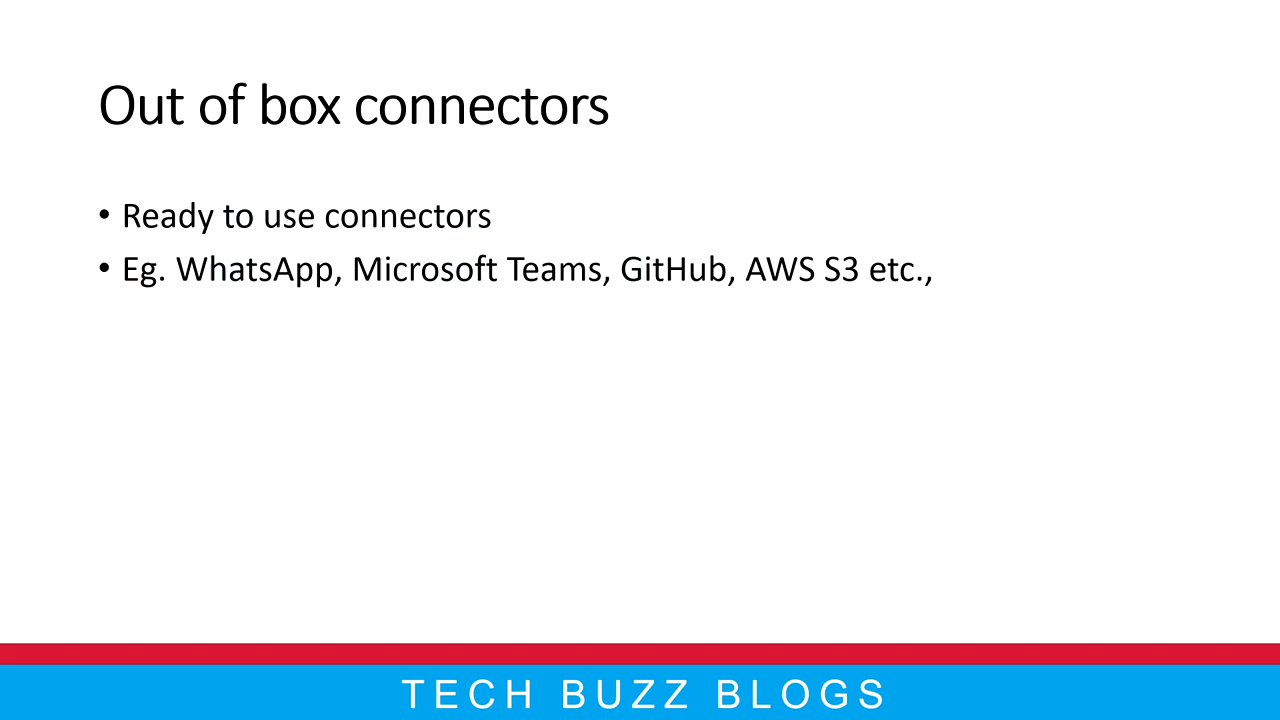 Out of box connectors
• Ready to use connectors
• Eg. WhatsApp, Microsoft Teams, GitHub, AWS S3 etc.,
TECH BUZZ BLOGS